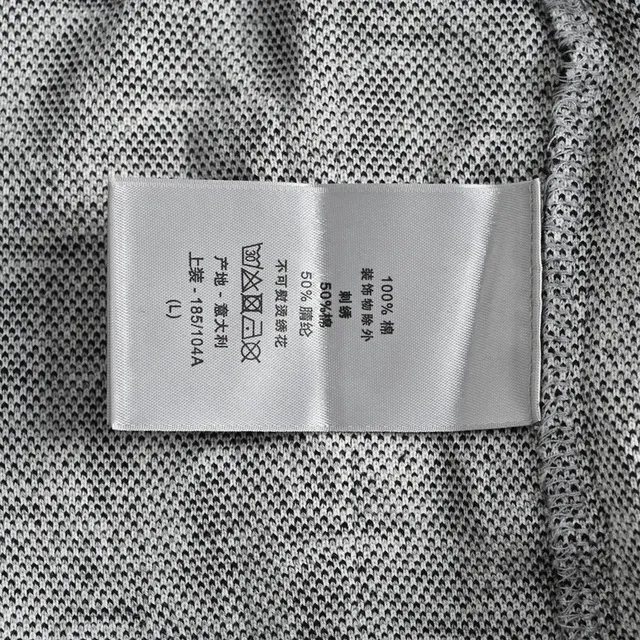 100% 棉
装饰物除外
刺绣
50%棉
50% 腈纶
不可熨烫绣花
30
产地 - 意大利
上装 - 185/104A
(L)